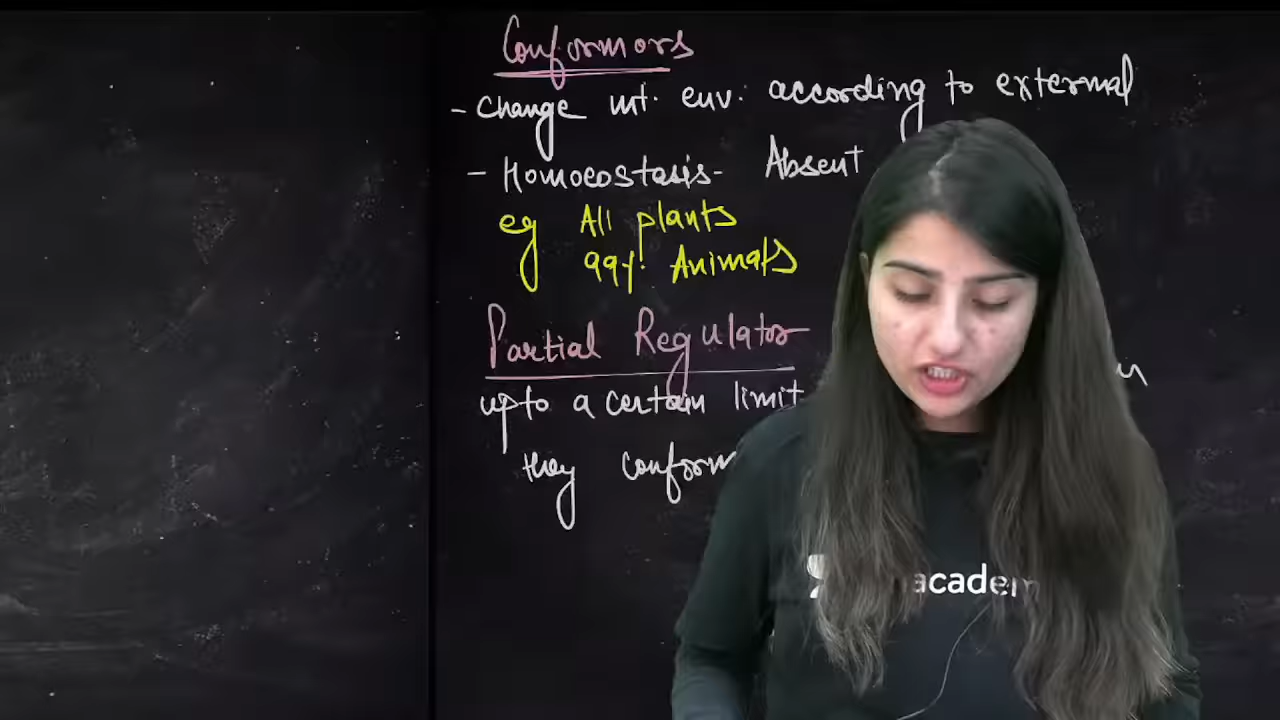 Conformors
- Change int. env. according to external
- Homoeostasis- Absent
eg All plants
99%. Animals
Partial Regulator
upto a certain limit
they conform
academ